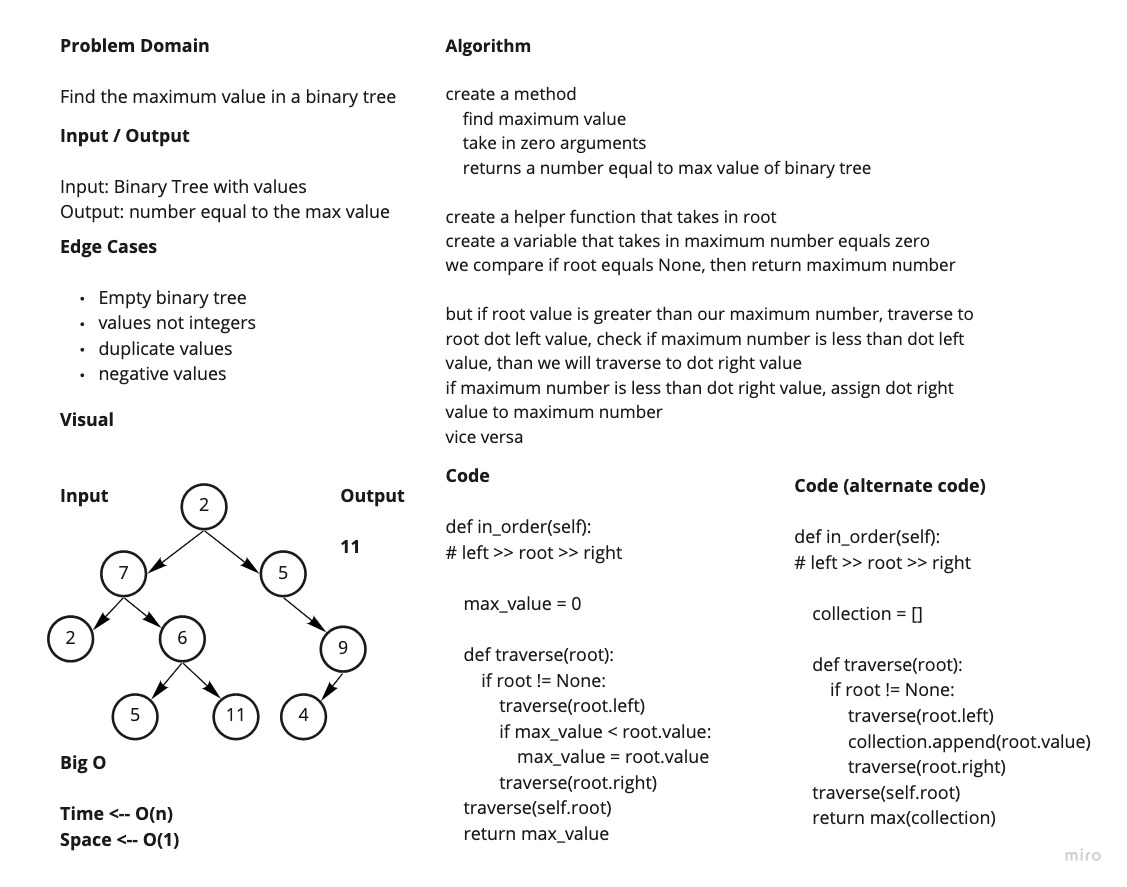 Problem Domain
Find the maximum value in a binary tree
Input / Output
Input: Binary Tree with values
Output: number equal to the max value
Edge Cases
• Empty binary tree
• values not integers
• duplicate values
• negative values
Visual
Input
Output
11
2
7
5
2
6
9
5
11
4
Big O
Time <-- O(n)
Space <-- O(1)
Algorithm
create a method
find maximum value
take in zero arguments
returns a number equal to max value of binary tree
create a helper function that takes in root
create a variable that takes in maximum number equals zero
we compare if root equals None, then return maximum number
but if root value is greater than our maximum number, traverse to
root dot left value, check if maximum number is less than dot left
value, than we will traverse to dot right value
if maximum number is less than dot right value, assign dot right
value to maximum number
vice versa
Code
def in_order(self):
# left >> root >> right
max_value = 0
def traverse(root):
if root != None:
traverse(root.left)
if max_value < root.value:
max_value = root.value
traverse(root.right)
traverse(self.root)
return max_value
Code (alternate code)
def in_order(self):
# left >> root >> right
collection = []
def traverse(root):
if root != None:
traverse(root.left)
collection.append(root.value)
traverse(root.right)
traverse(self.root)
return max(collection)
miro